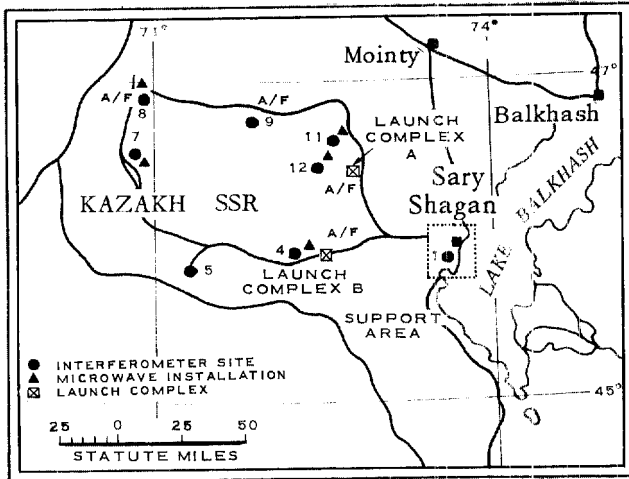 71°
74°
Mointy
47°
A/F
8
A/F
9
LAUNCH
COMPLEX
A
Balkhash
7
11
12
A/F
Sary
Shagan
LAKE BALKHASH
KAZAKH SSR
A/F
4
1
5
LAUNCH
COMPLEX B
SUPPORT
AREA
INTERFEROMETER SITE
MICROWAVE INSTALLATION
LAUNCH COMPLEX
45°
25 0 25 50
STATUTE MILES